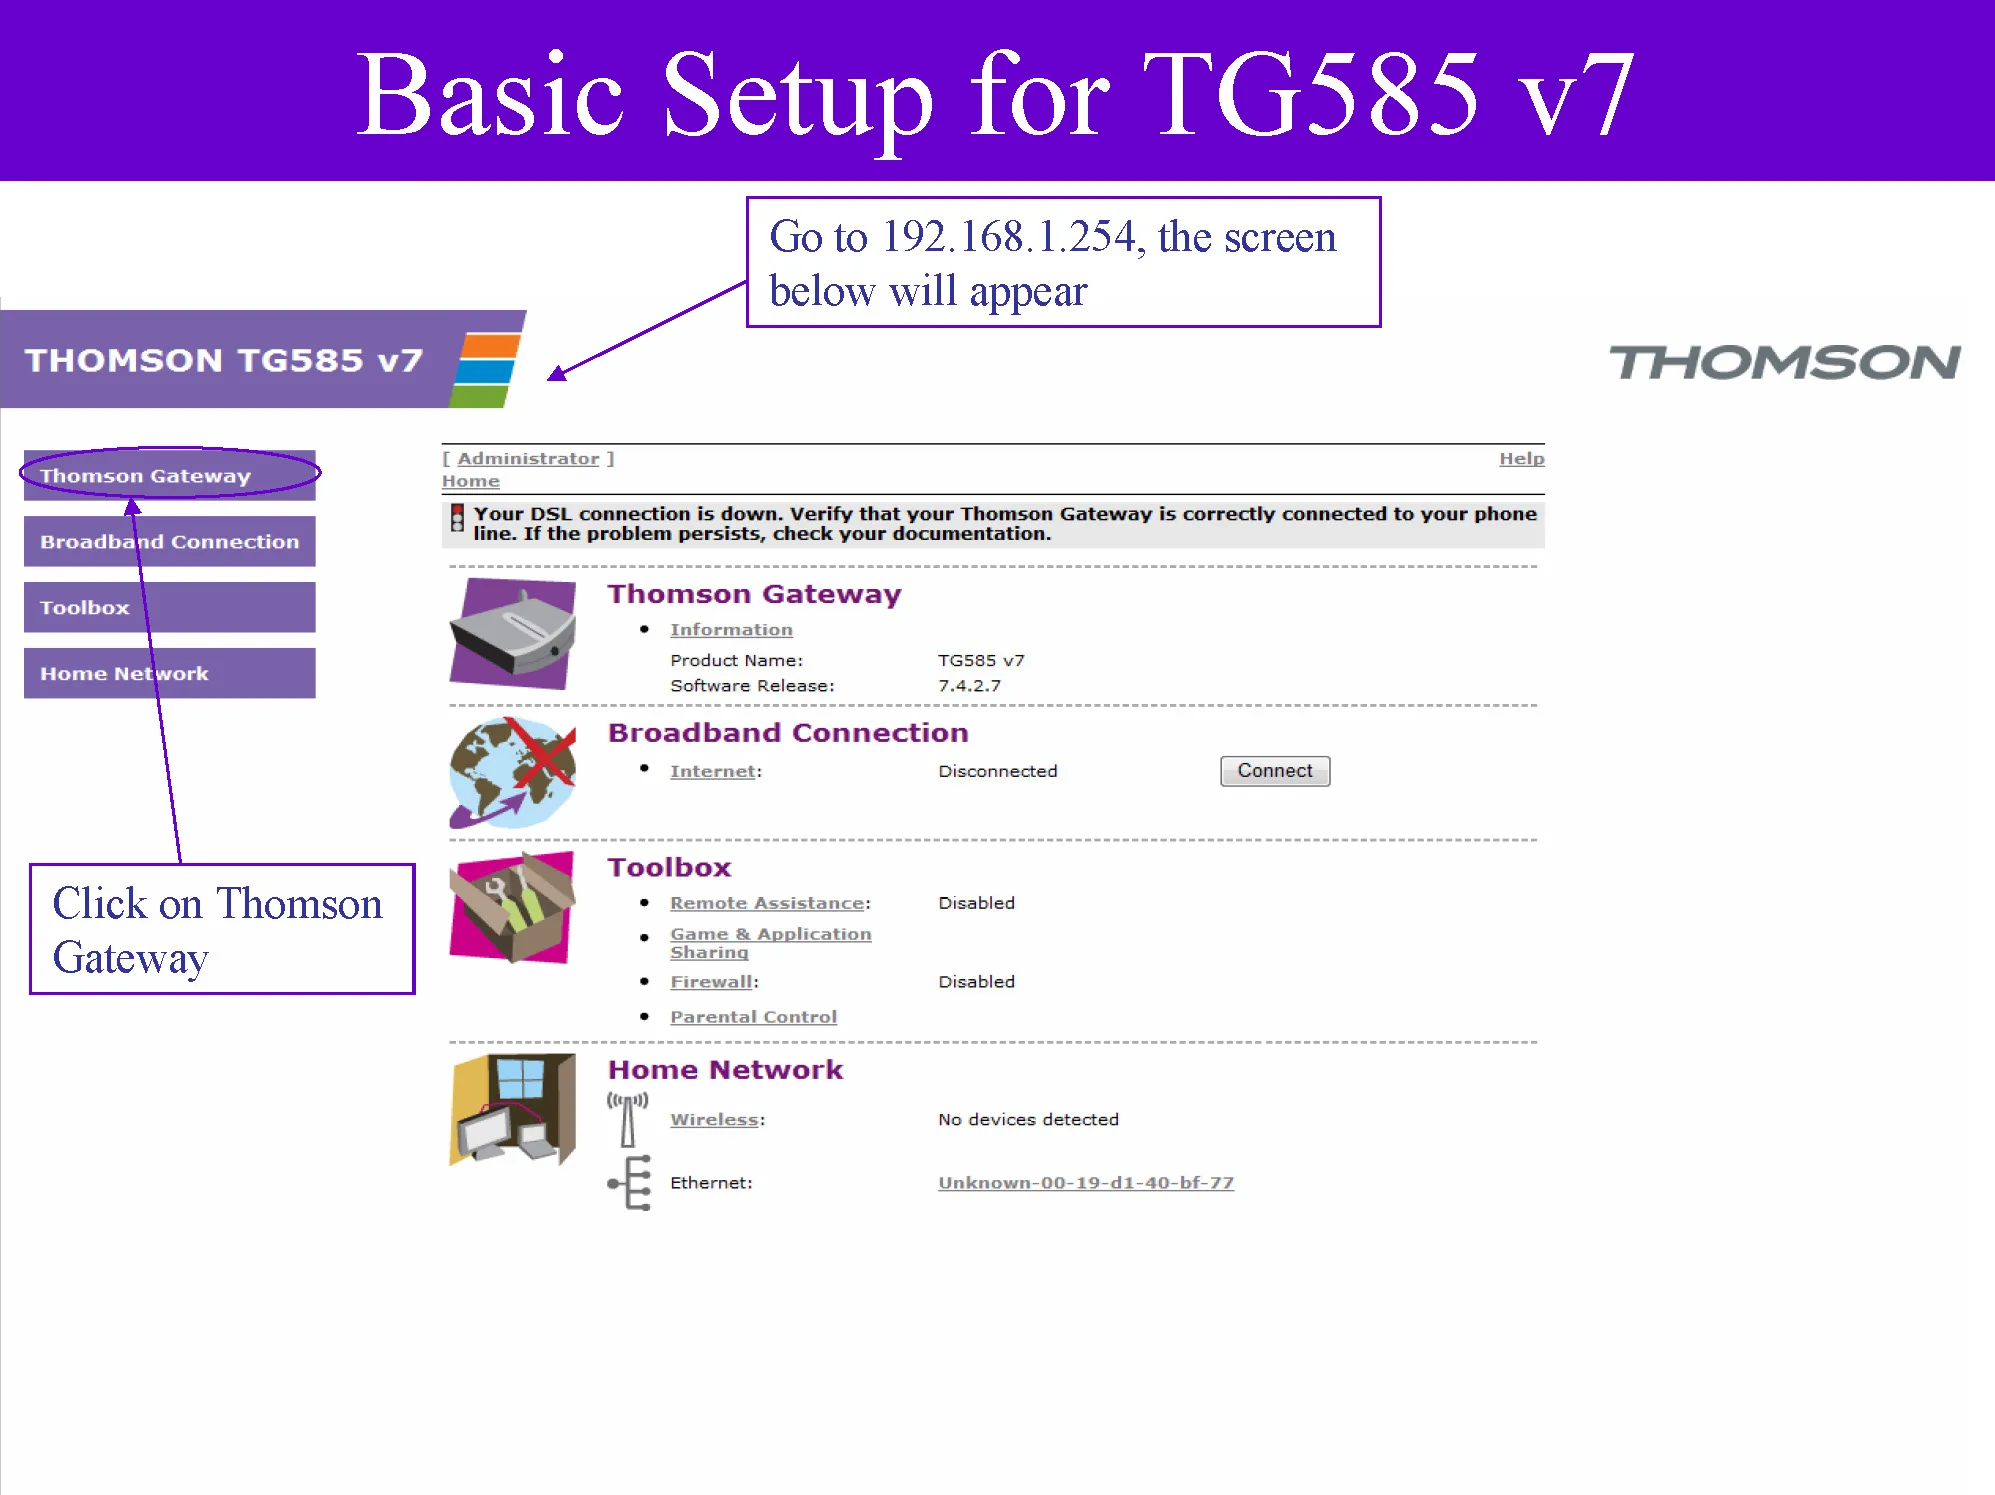 Basic Setup for TG585 v7
Go to 192.168.1.254, the screen
below will appear
THOMSON TG585 v7
THOMSON
Thomson Gateway
Broadband Connection
Toolbox
Home Network
Click on Thomson
Gateway
[ Administrator ]
Help
Home
Your DSL connection is down. Verify that your Thomson Gateway is correctly connected to your phone
line. If the problem persists, check your documentation.
Thomson Gateway
Information
Product Name: TG585 v7
Software Release: 7.4.2.7
Broadband Connection
Internet: Disconnected Connect
Toolbox
Remote Assistance: Disabled
Game & Application
Sharing
Firewall: Disabled
Parental Control
Home Network
Wireless: No devices detected
Ethernet: Unknown-00-19-d1-40-bf-77